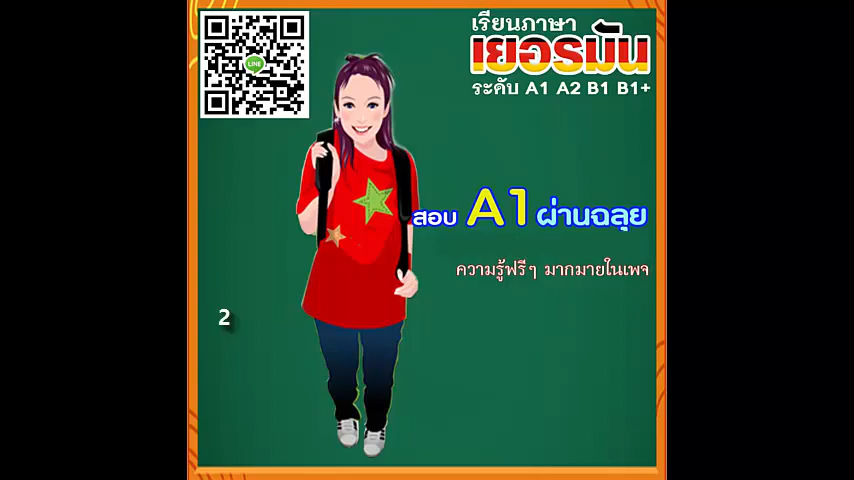 LINE
เรียนภาษา
เยอรมัน
ระดับ A1 A2 B1 B1+
สอบ A1 ผ่านฉลุย
ความรู้ฟรีๆ มากมายในเพจ
2